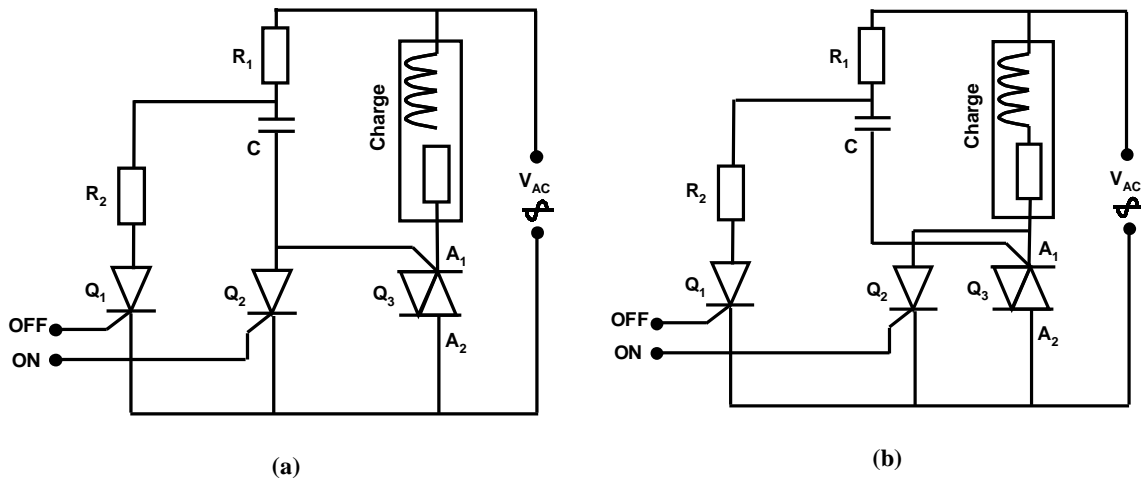 R1
Charge
C
VAC
R2
A1
Q1
Q2
Q3
OFF
ON
A2
(a)
R1
Charge
C
VAC
R2
A1
Q1
Q2
Q3
OFF
ON
A2
(b)